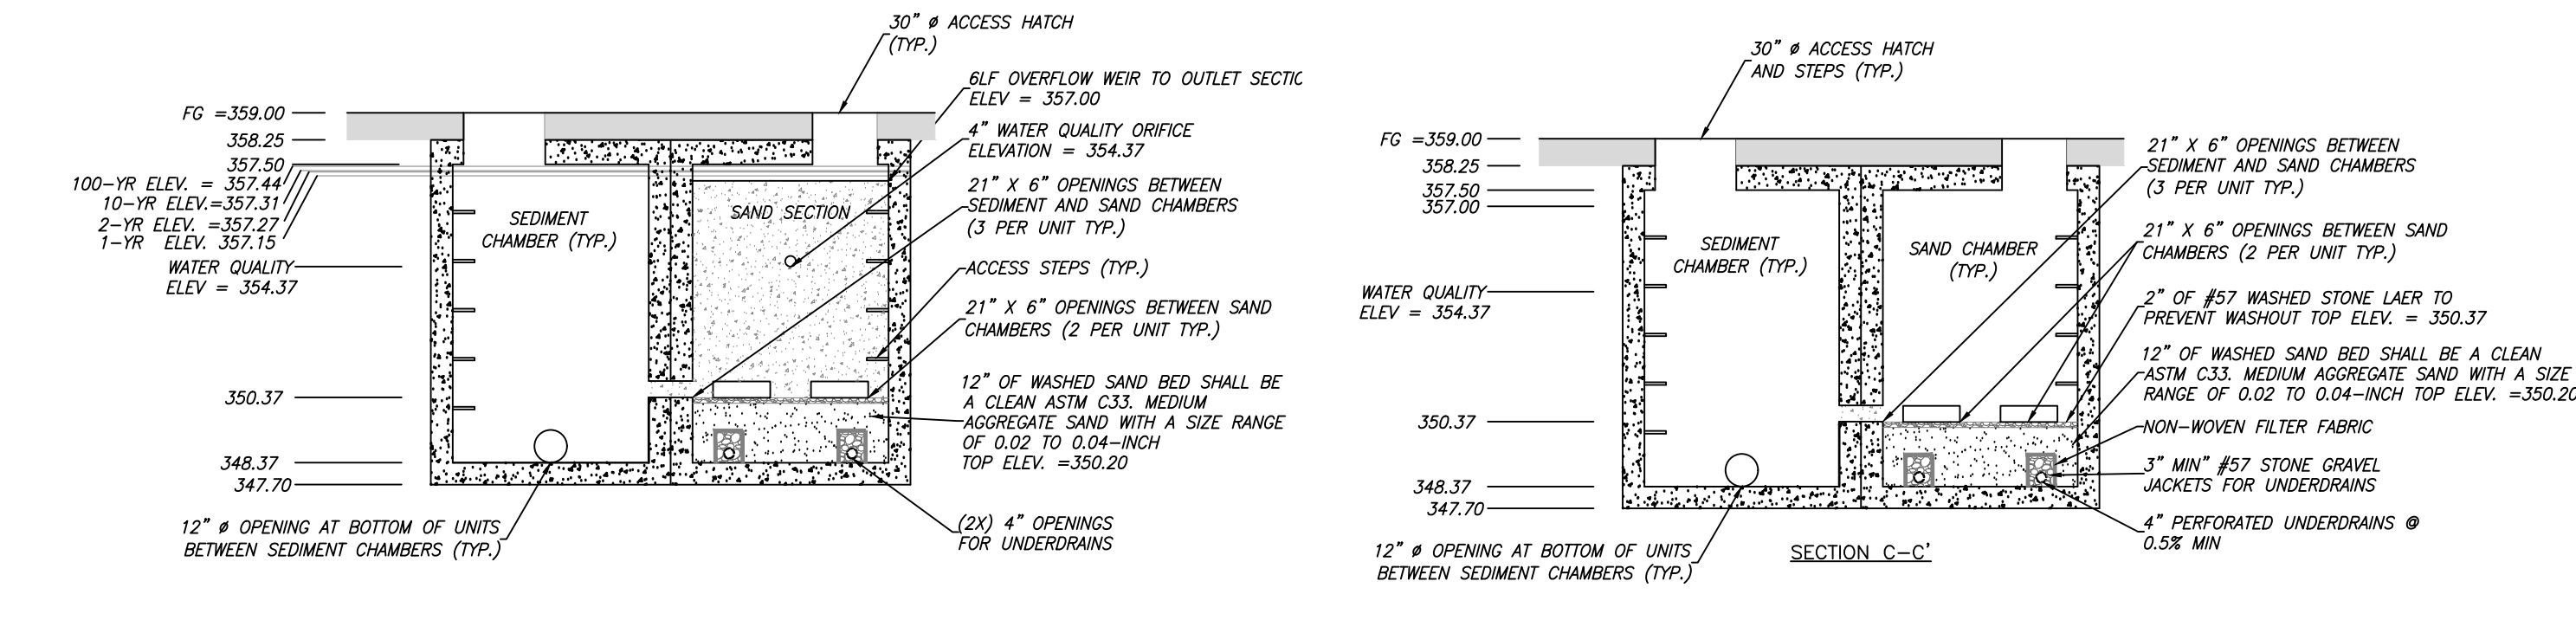 30" ø ACCESS HATCH
(TYP.)
6LF OVERFLOW WEIR TO OUTLET
ELEV = 357.00
4" WATER QUALITY ORIFICE
ELEVATION = 354.37
21" X 6" OPENINGS BETWEEN
SEDIMENT AND SAND CHAMBERS
(3 PER UNIT TYP.)
ACCESS STEPS (TYP.)
21" X 6" OPENINGS BETWEEN SAND
CHAMBERS (2 PER UNIT TYP.)
12" OF WASHED SAND BED SHALL BE
A CLEAN ASTM C33. MEDIUM
AGGREGATE SAND WITH A SIZE RANGE
OF 0.02 TO 0.04-INCH
TOP ELEV. =350.20
(2X) 4" OPENINGS
FOR UNDERDRAINS
FG =359.00
358.25
357.50
100-YR ELEV. = 357.44
10-YR ELEV.=357.31
2-YR ELEV. =357.27
1-YR ELEV. 357.15
WATER QUALITY
ELEV = 354.37
350.37
348.37
347.70
12" ø OPENING AT BOTTOM OF UNITS
BETWEEN SEDIMENT CHAMBERS (TYP.)
SEDIMENT
CHAMBER (TYP.)
SAND SECTION
30" ø ACCESS HATCH
AND STEPS (TYP.)
FG =359.00
358.25
357.50
357.00
WATER QUALITY
ELEV = 354.37
350.37
348.37
347.70
12" ø OPENING AT BOTTOM OF UNITS
BETWEEN SEDIMENT CHAMBERS (TYP.)
SEDIMENT
CHAMBER (TYP.)
SAND CHAMBER
(TYP.)
21" X 6" OPENINGS BETWEEN
SEDIMENT AND SAND CHAMBERS
(3 PER UNIT TYP.)
21" X 6" OPENINGS BETWEEN SAND
CHAMBERS (2 PER UNIT TYP.)
2" OF #57 WASHED STONE LAER TO
PREVENT WASHOUT TOP ELEV. = 350.37
12" OF WASHED SAND BED SHALL BE A CLEAN
ASTM C33. MEDIUM AGGREGATE SAND WITH A SIZE
RANGE OF 0.02 TO 0.04-INCH TOP ELEV. =350.20
NON-WOVEN FILTER FABRIC
3" MIN" #57 STONE GRAVEL
JACKETS FOR UNDERDRAINS
4" PERFORATED UNDERDRAINS @
0.5% MIN
SECTION C-C'